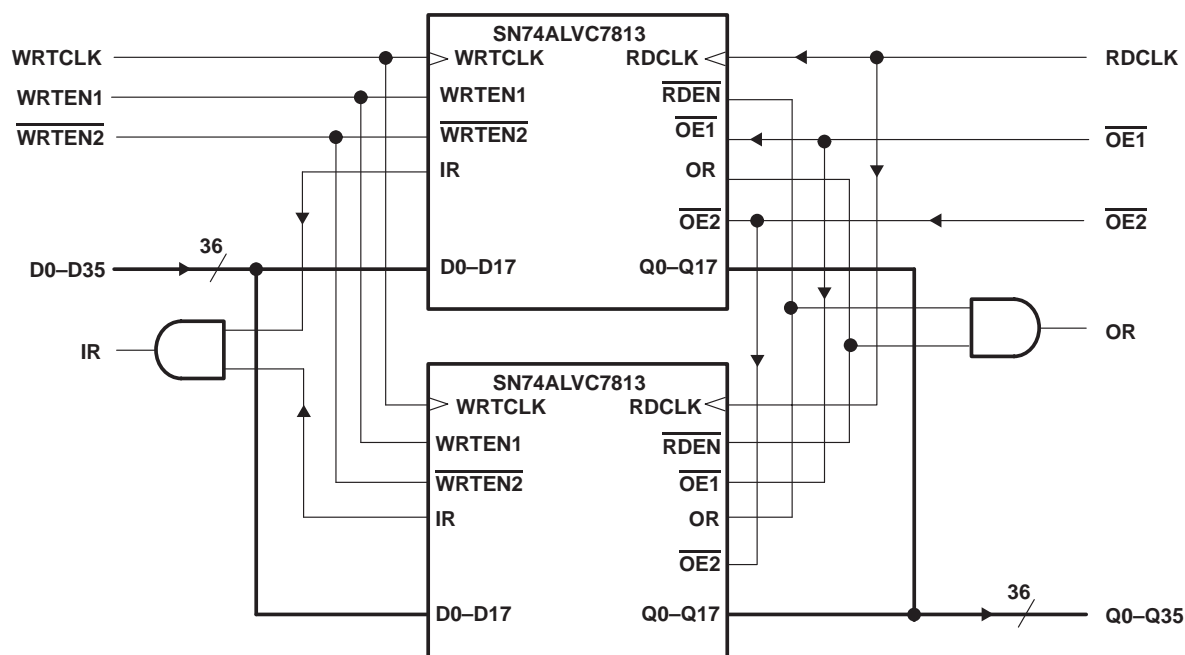 SN74ALVC7813
WRTCLK
WRTCLK
RDCLK
RDCLK
WRTEN1
WRTEN1
RDEN
WRTEN2
WRTEN2
OE1
OE1
IR
OR
OE2
OE2
36
D0–D35
D0–D17
Q0–Q17
IR
OR
SN74ALVC7813
WRTCLK
RDCLK
WRTEN1
RDEN
WRTEN2
OE1
IR
OR
OE2
36
D0–D17
Q0–Q17
Q0–Q35